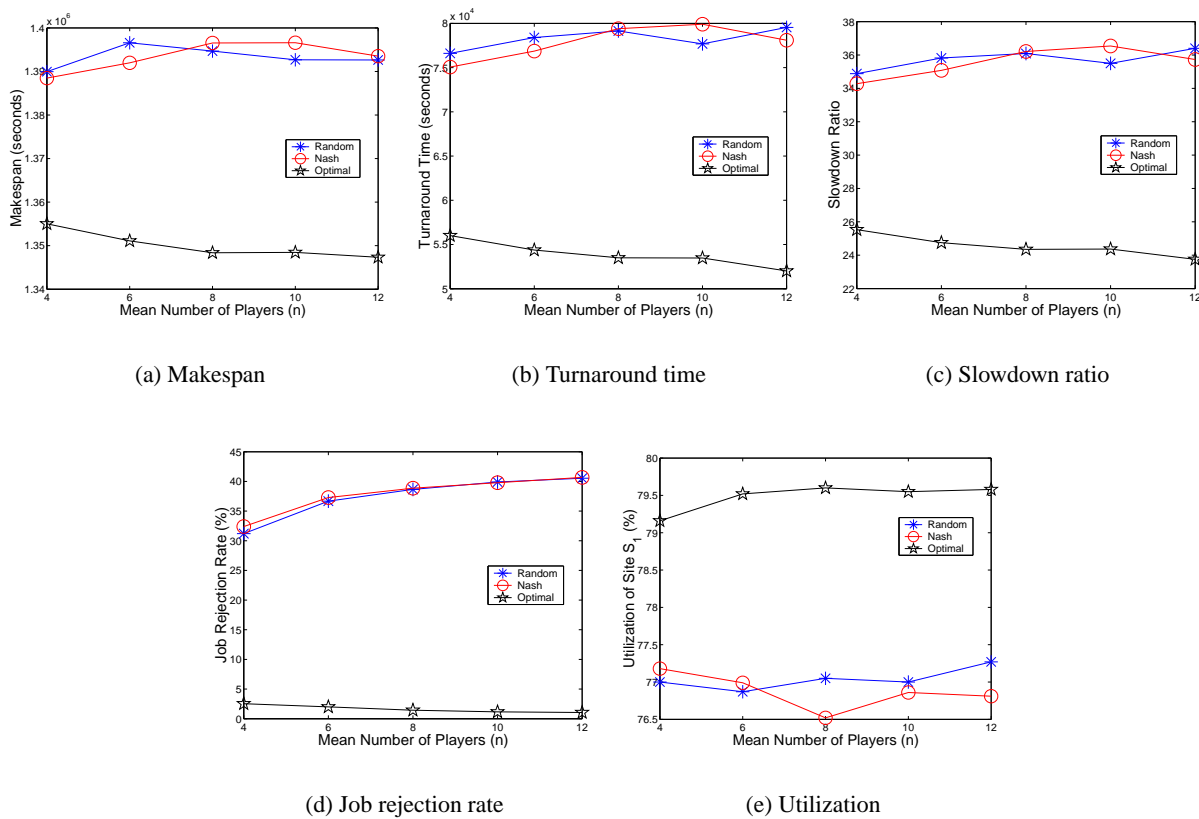 x 10^6
1.4
1.39
1.38
1.37
1.36
1.35
1.34
Makespan (seconds)
Random
Nash
Optimal
4 6 8 10 12
Mean Number of Players (n)
(a) Makespan
x 10^4
8
7.5
7
6.5
6
5.5
5
Turnaround Time (seconds)
Random
Nash
Optimal
4 6 8 10 12
Mean Number of Players (n)
(b) Turnaround time
40
38
36
34
32
30
28
26
24
22
Slowdown Ratio
Random
Nash
Optimal
4 6 8 10 12
Mean Number of Players (n)
(c) Slowdown ratio
45
40
35
30
25
20
15
10
5
0
Job Rejection Rate (%)
Random
Nash
Optimal
4 6 8 10 12
Mean Number of Players (n)
(d) Job rejection rate
80
79.5
79
78.5
78
77.5
77
76.5
Utilization of Site S_1 (%)
Random
Nash
Optimal
4 6 8 10 12
Mean Number of Players (n)
(e) Utilization